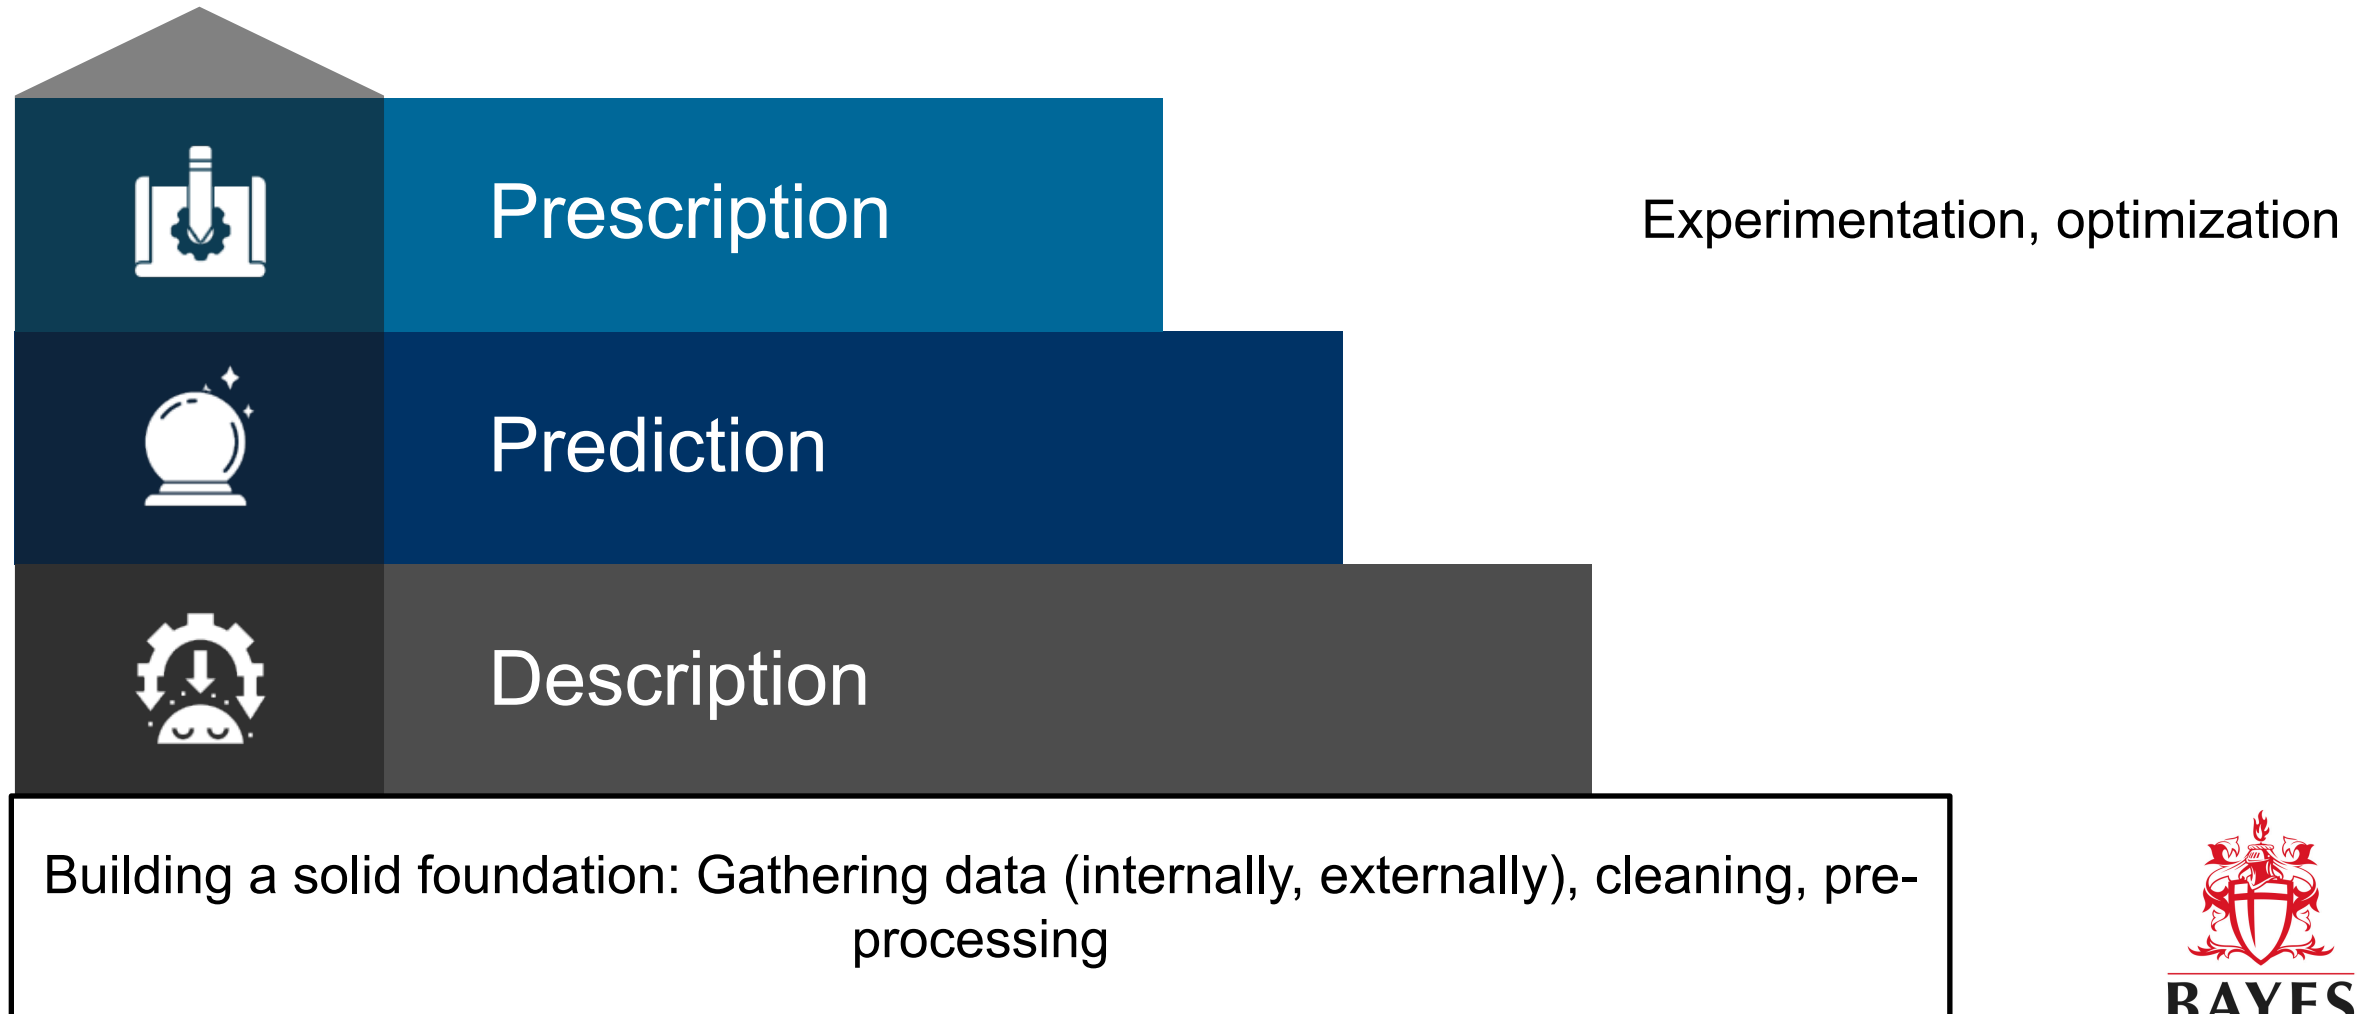 Prescription
Experimentation, optimization
Prediction
Description
Building a solid foundation: Gathering data (internally, externally), cleaning, pre-
processing
BAYES